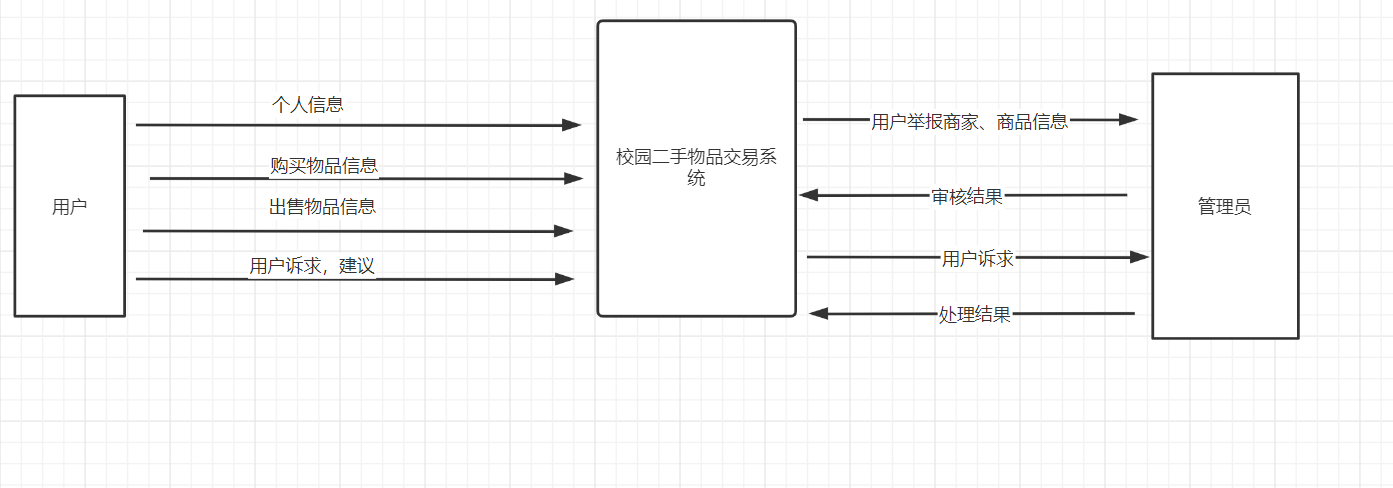 个人信息
购买物品信息
出售物品信息
用户诉求，建议
用户
校园二手物品交易系
统
用户举报商家、商品信息
审核结果
用户诉求
处理结果
管理员